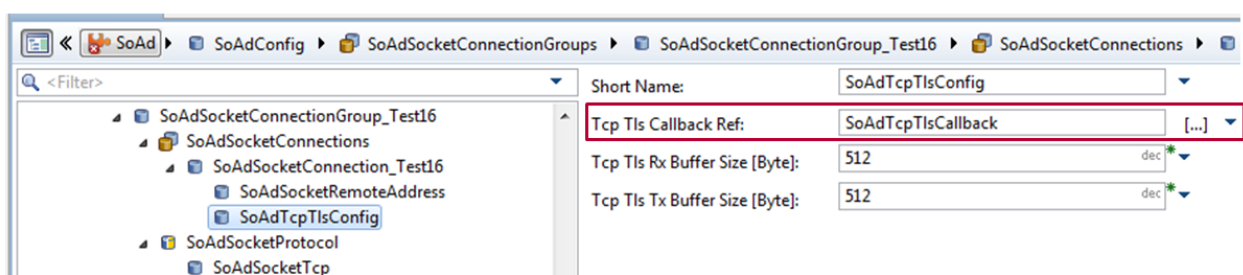 « SoAd SoAdConfig SoAdSocketConnectionGroups SoAdSocketConnectionGroup_Test16 SoAdSocketConnections
<Filter>
SoAdSocketConnectionGroup_Test16
SoAdSocketConnections
SoAdSocketConnection_Test16
SoAdSocketRemoteAddress
SoAdTcpTlsConfig
SoAdSocketProtocol
SoAdSocketTcp
Short Name: SoAdTcpTlsConfig
Tcp Tls Callback Ref: SoAdTcpTlsCallback [...]
Tcp Tls Rx Buffer Size [Byte]: 512 dec *
Tcp Tls Tx Buffer Size [Byte]: 512 dec *